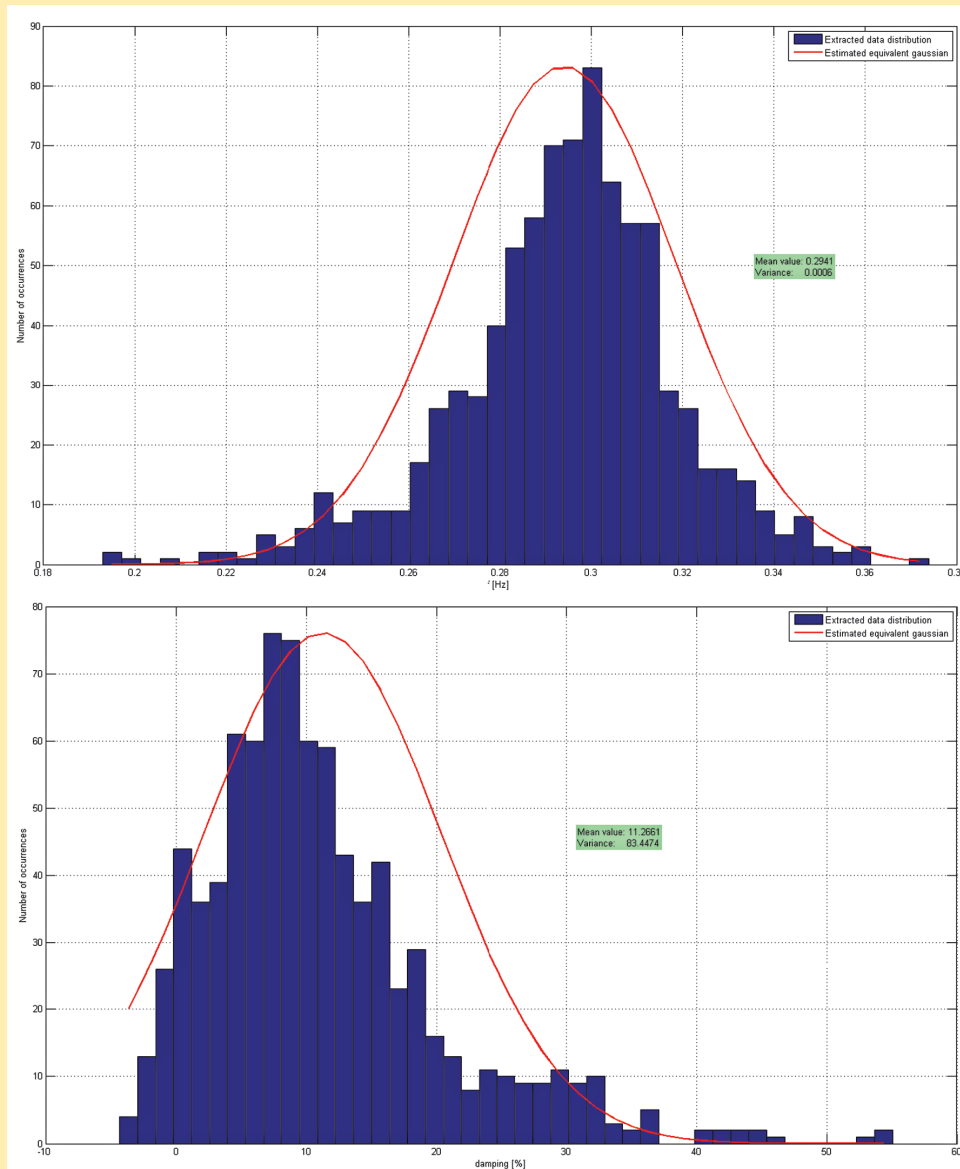 90
80
70
60
50
40
30
20
10
0
Number of occurrences
Extracted data distribution
Estimated equivalent gaussian
Mean value: 0.2941
Variance: 0.0006
0.18 0.2 0.22 0.24 0.26 0.28 0.3 0.32 0.34 0.36 0.3
[Hz]
80
70
60
50
40
30
20
10
0
Number of occurrences
Extracted data distribution
Estimated equivalent gaussian
Mean value: 11.2661
Variance: 83.4474
-10 0 10 20 30 40 50 60
damping [%]